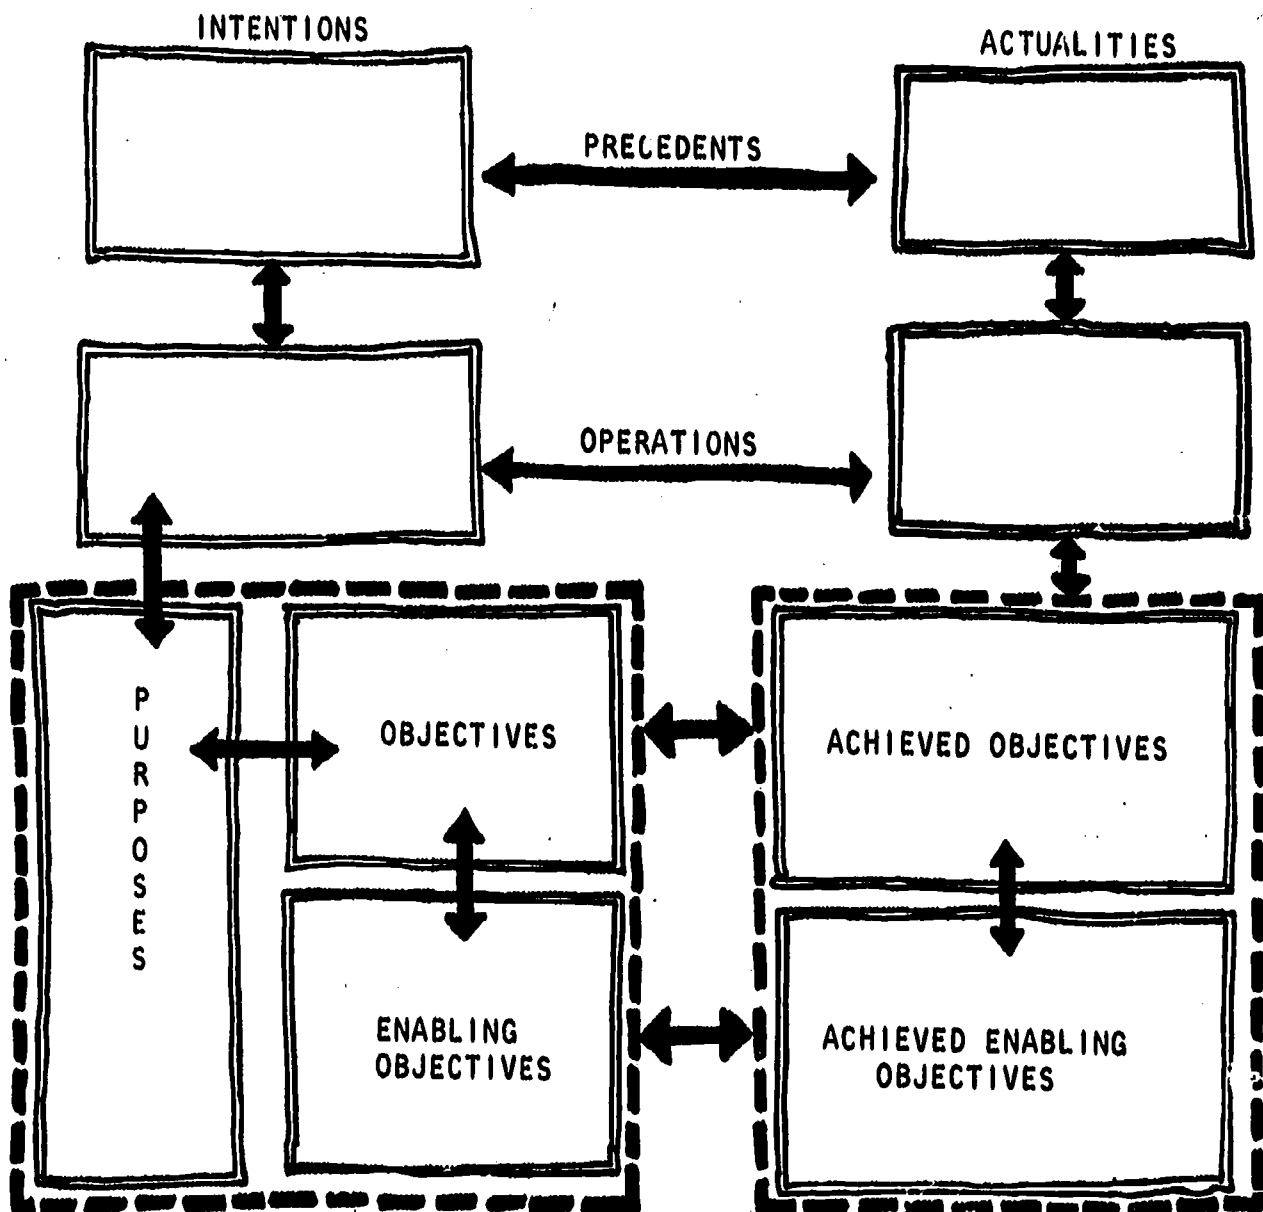 INTENTIONS
ACTUALITIES
PRECEDENTS
OPERATIONS
PURPOSES
OBJECTIVES
ACHIEVED OBJECTIVES
ENABLING
OBJECTIVES
ACHIEVED ENABLING
OBJECTIVES